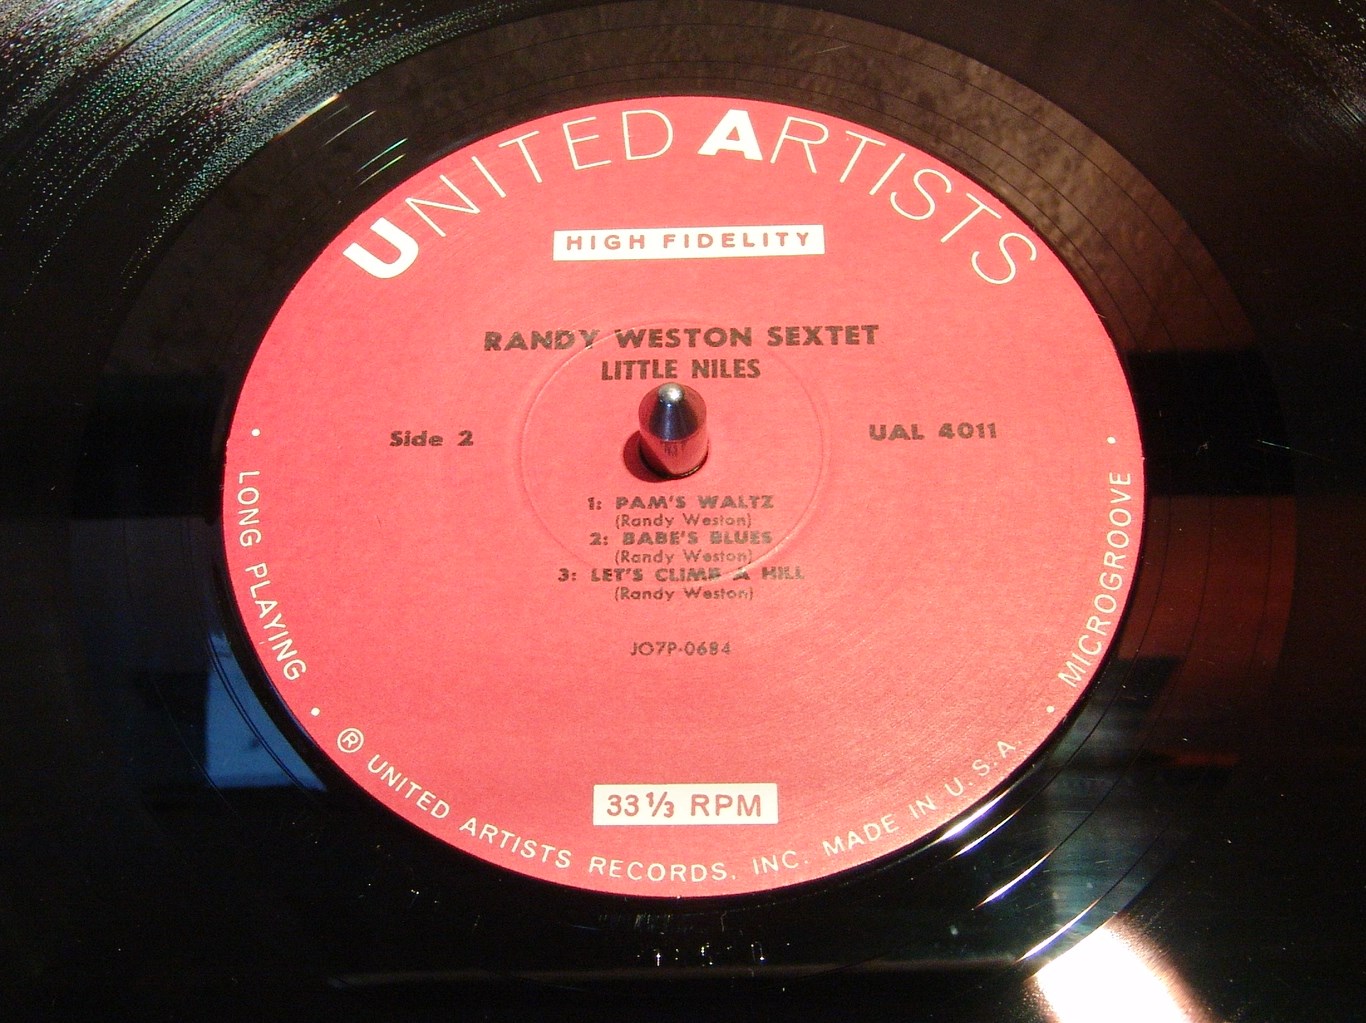 UNITED ARTISTS
HIGH FIDELITY
RANDY WESTON SEXTET
LITTLE NILES
Side 2
UAL 4011
1: PAM'S WALTZ
(Randy Weston)
2: BABE'S BLUES
(Randy Weston)
3: LET'S CLIMB A HILL
(Randy Weston)
JO7P-0684
33 1/3 RPM
• LONG PLAYING • ® UNITED ARTISTS RECORDS, INC. MADE IN U.S.A. • MICROGROOVE •